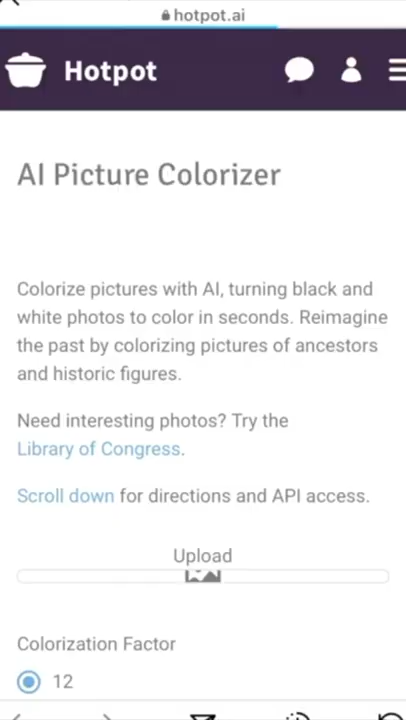 hotpot.ai
Hotpot
AI Picture Colorizer
Colorize pictures with AI, turning black and
white photos to color in seconds. Reimagine
the past by colorizing pictures of ancestors
and historic figures.
Need interesting photos? Try the
Library of Congress.
Scroll down for directions and API access.
Upload
Colorization Factor
12